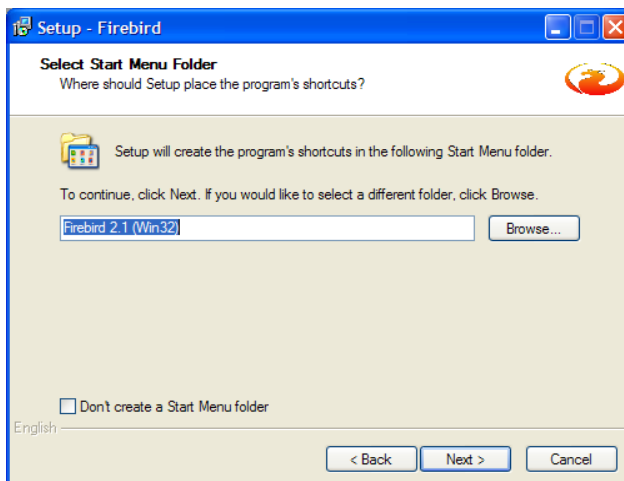 Setup - Firebird
Select Start Menu Folder
Where should Setup place the program's shortcuts?
Setup will create the program's shortcuts in the following Start Menu folder.
To continue, click Next. If you would like to select a different folder, click Browse.
Firebird 2.1 (Win32)
Browse...
Don't create a Start Menu folder
English
< Back
Next >
Cancel